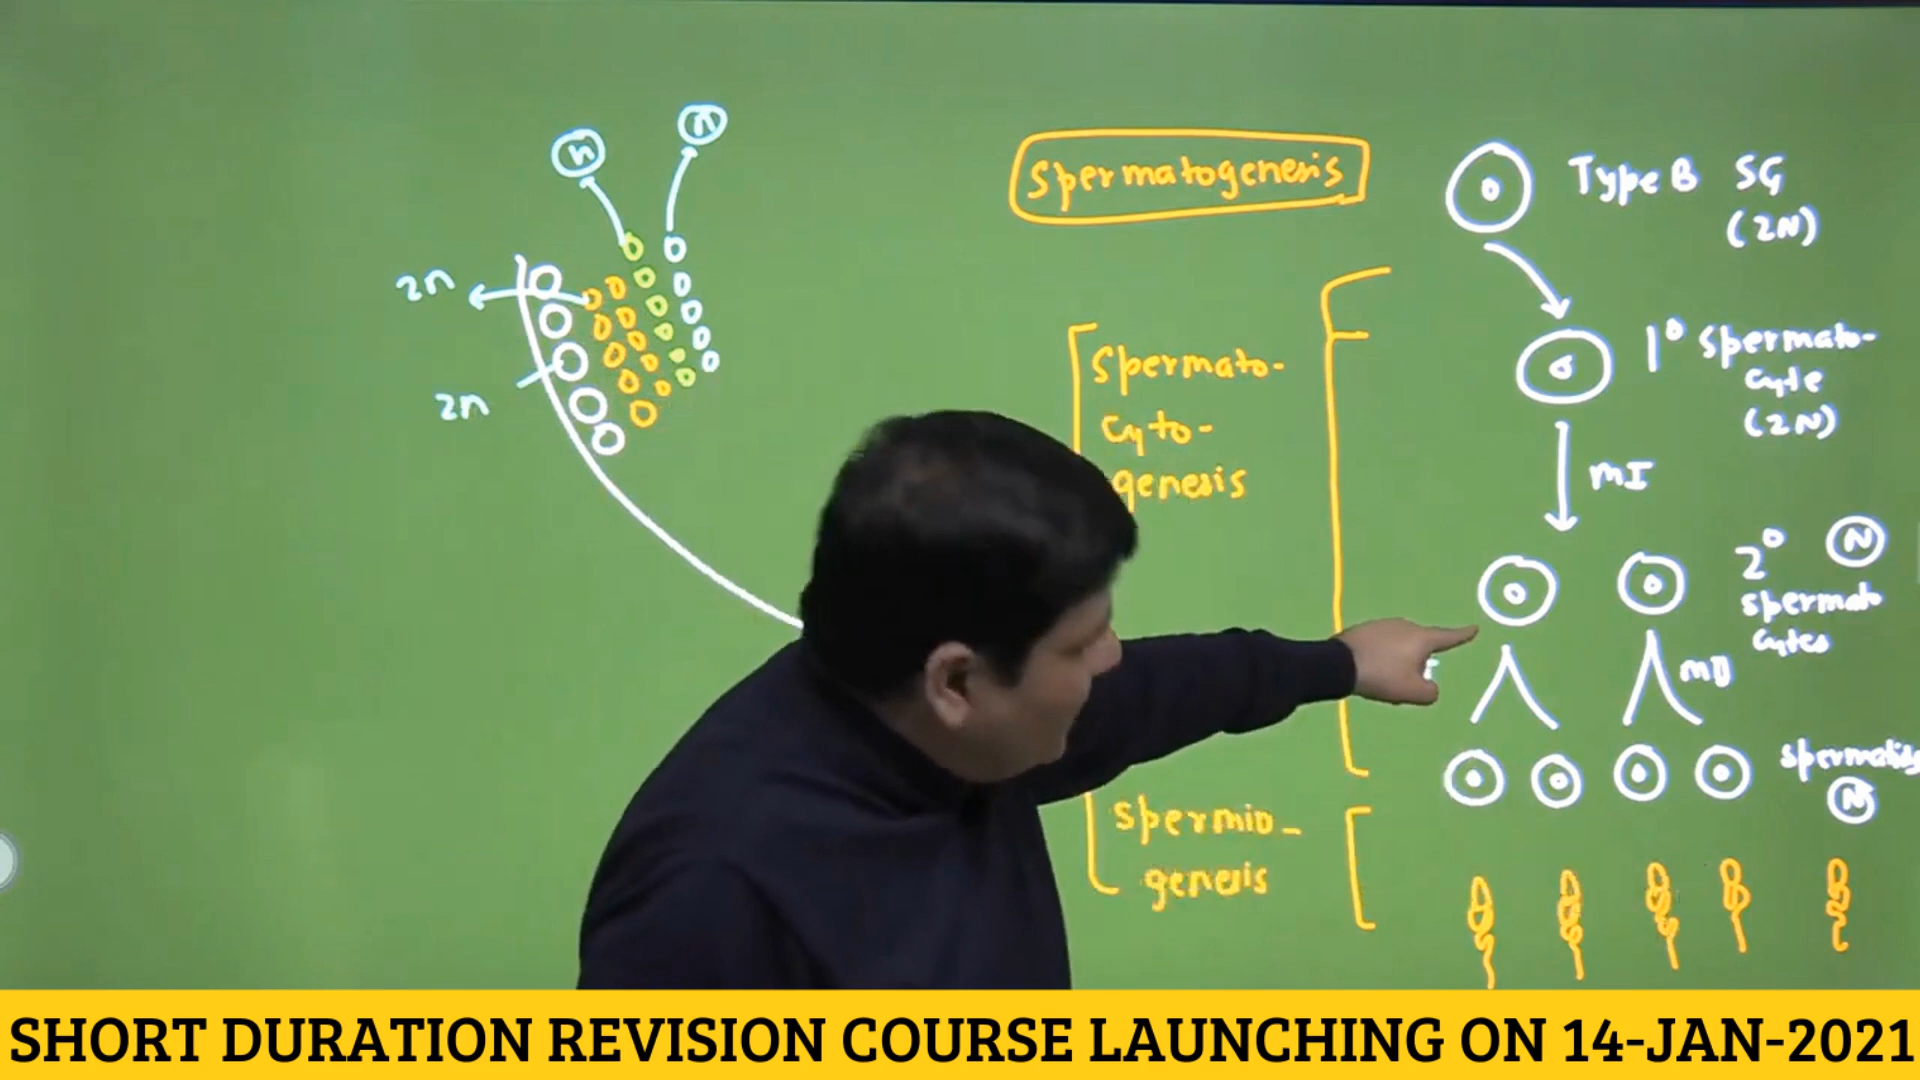 n
n
2n
2n
Spermatogenesis
Type B SG
(2N)
1° Spermato-
cyte
(2N)
Spermato-
cyto-
genesis
MI
2° N
Spermato
cytes
MII
Spermatids
N
Spermio-
genesis
SHORT DURATION REVISION COURSE LAUNCHING ON 14-JAN-2021